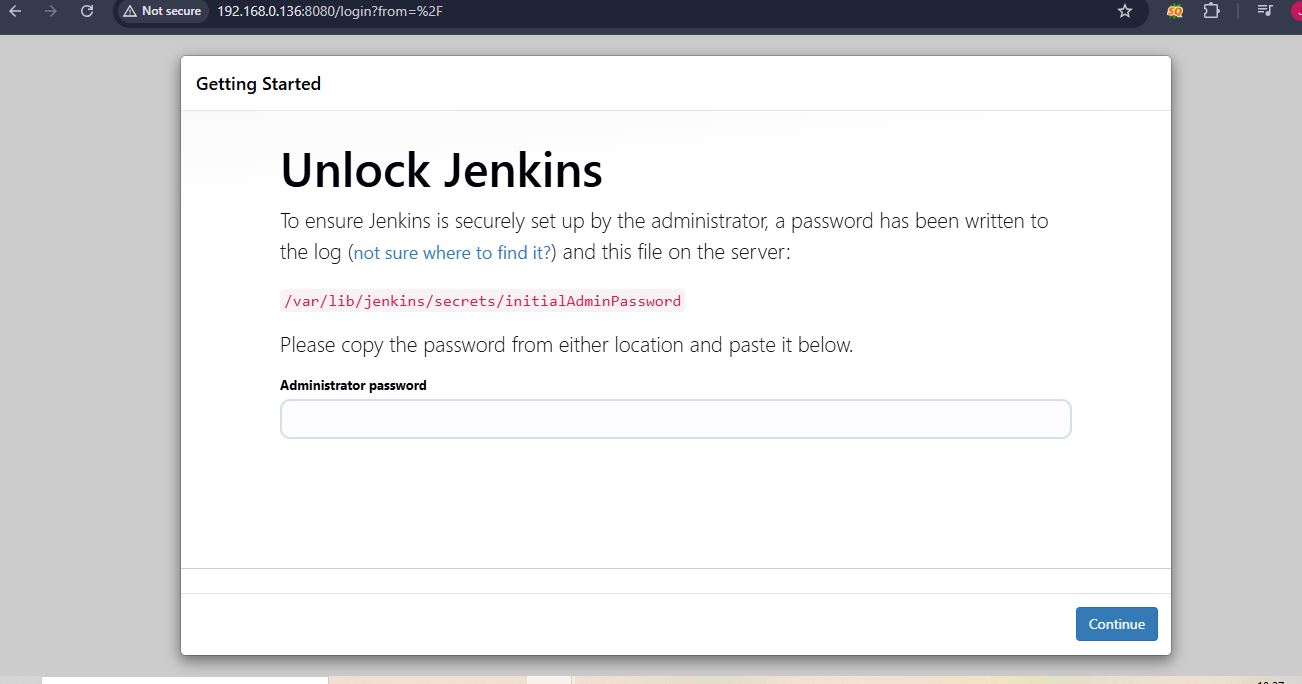 Not secure 192.168.0.136:8080/login?from=%2F
Getting Started
Unlock Jenkins
To ensure Jenkins is securely set up by the administrator, a password has been written to
the log (not sure where to find it?) and this file on the server:
/var/lib/jenkins/secrets/initialAdminPassword
Please copy the password from either location and paste it below.
Administrator password
Continue